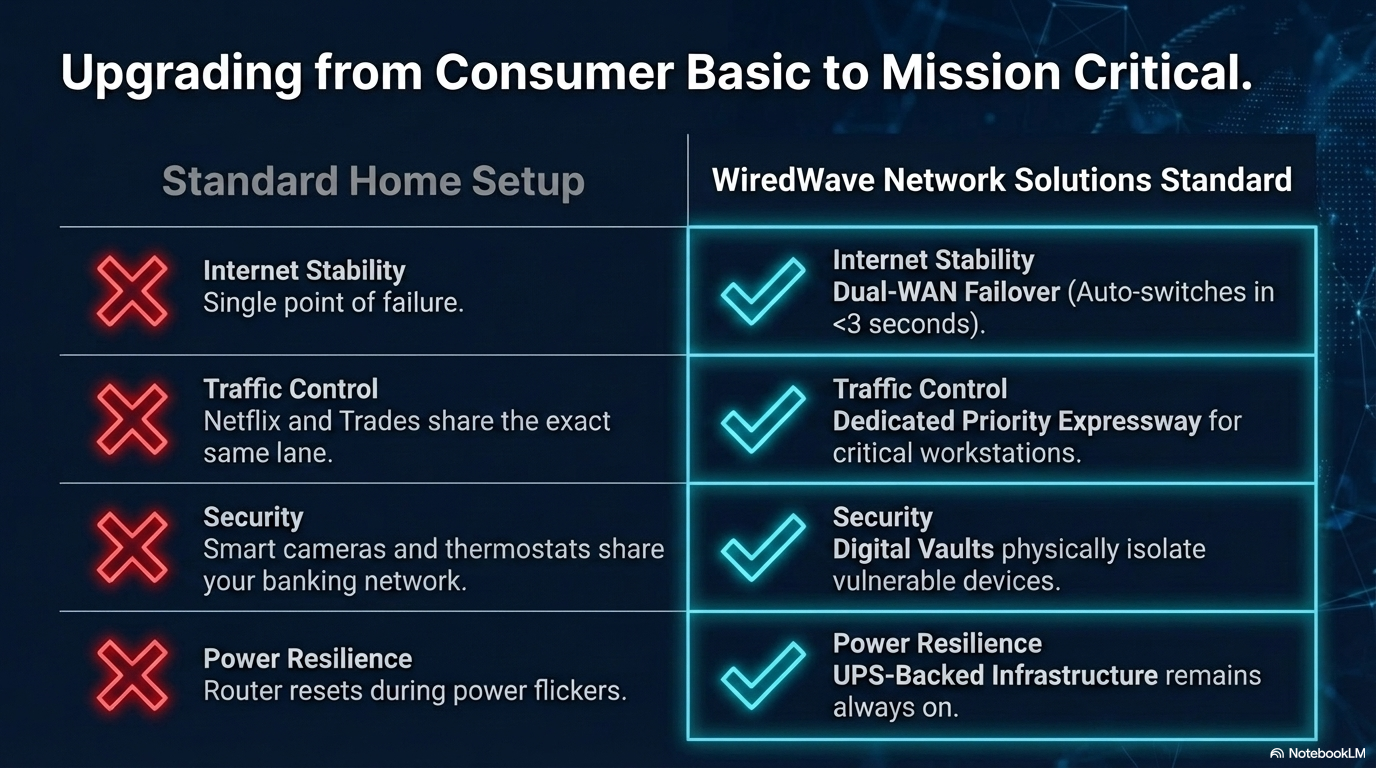 Upgrading from Consumer Basic to Mission Critical.
Standard Home Setup
WiredWave Network Solutions Standard
Internet Stability
Single point of failure.
Internet Stability
Dual-WAN Failover (Auto-switches in
<3 seconds).
Traffic Control
Netflix and Trades share the exact
same lane.
Traffic Control
Dedicated Priority Expressway for
critical workstations.
Security
Smart cameras and thermostats share
your banking network.
Security
Digital Vaults physically isolate
vulnerable devices.
Power Resilience
Router resets during power flickers.
Power Resilience
UPS-Backed Infrastructure remains
always on.
NotebookLM